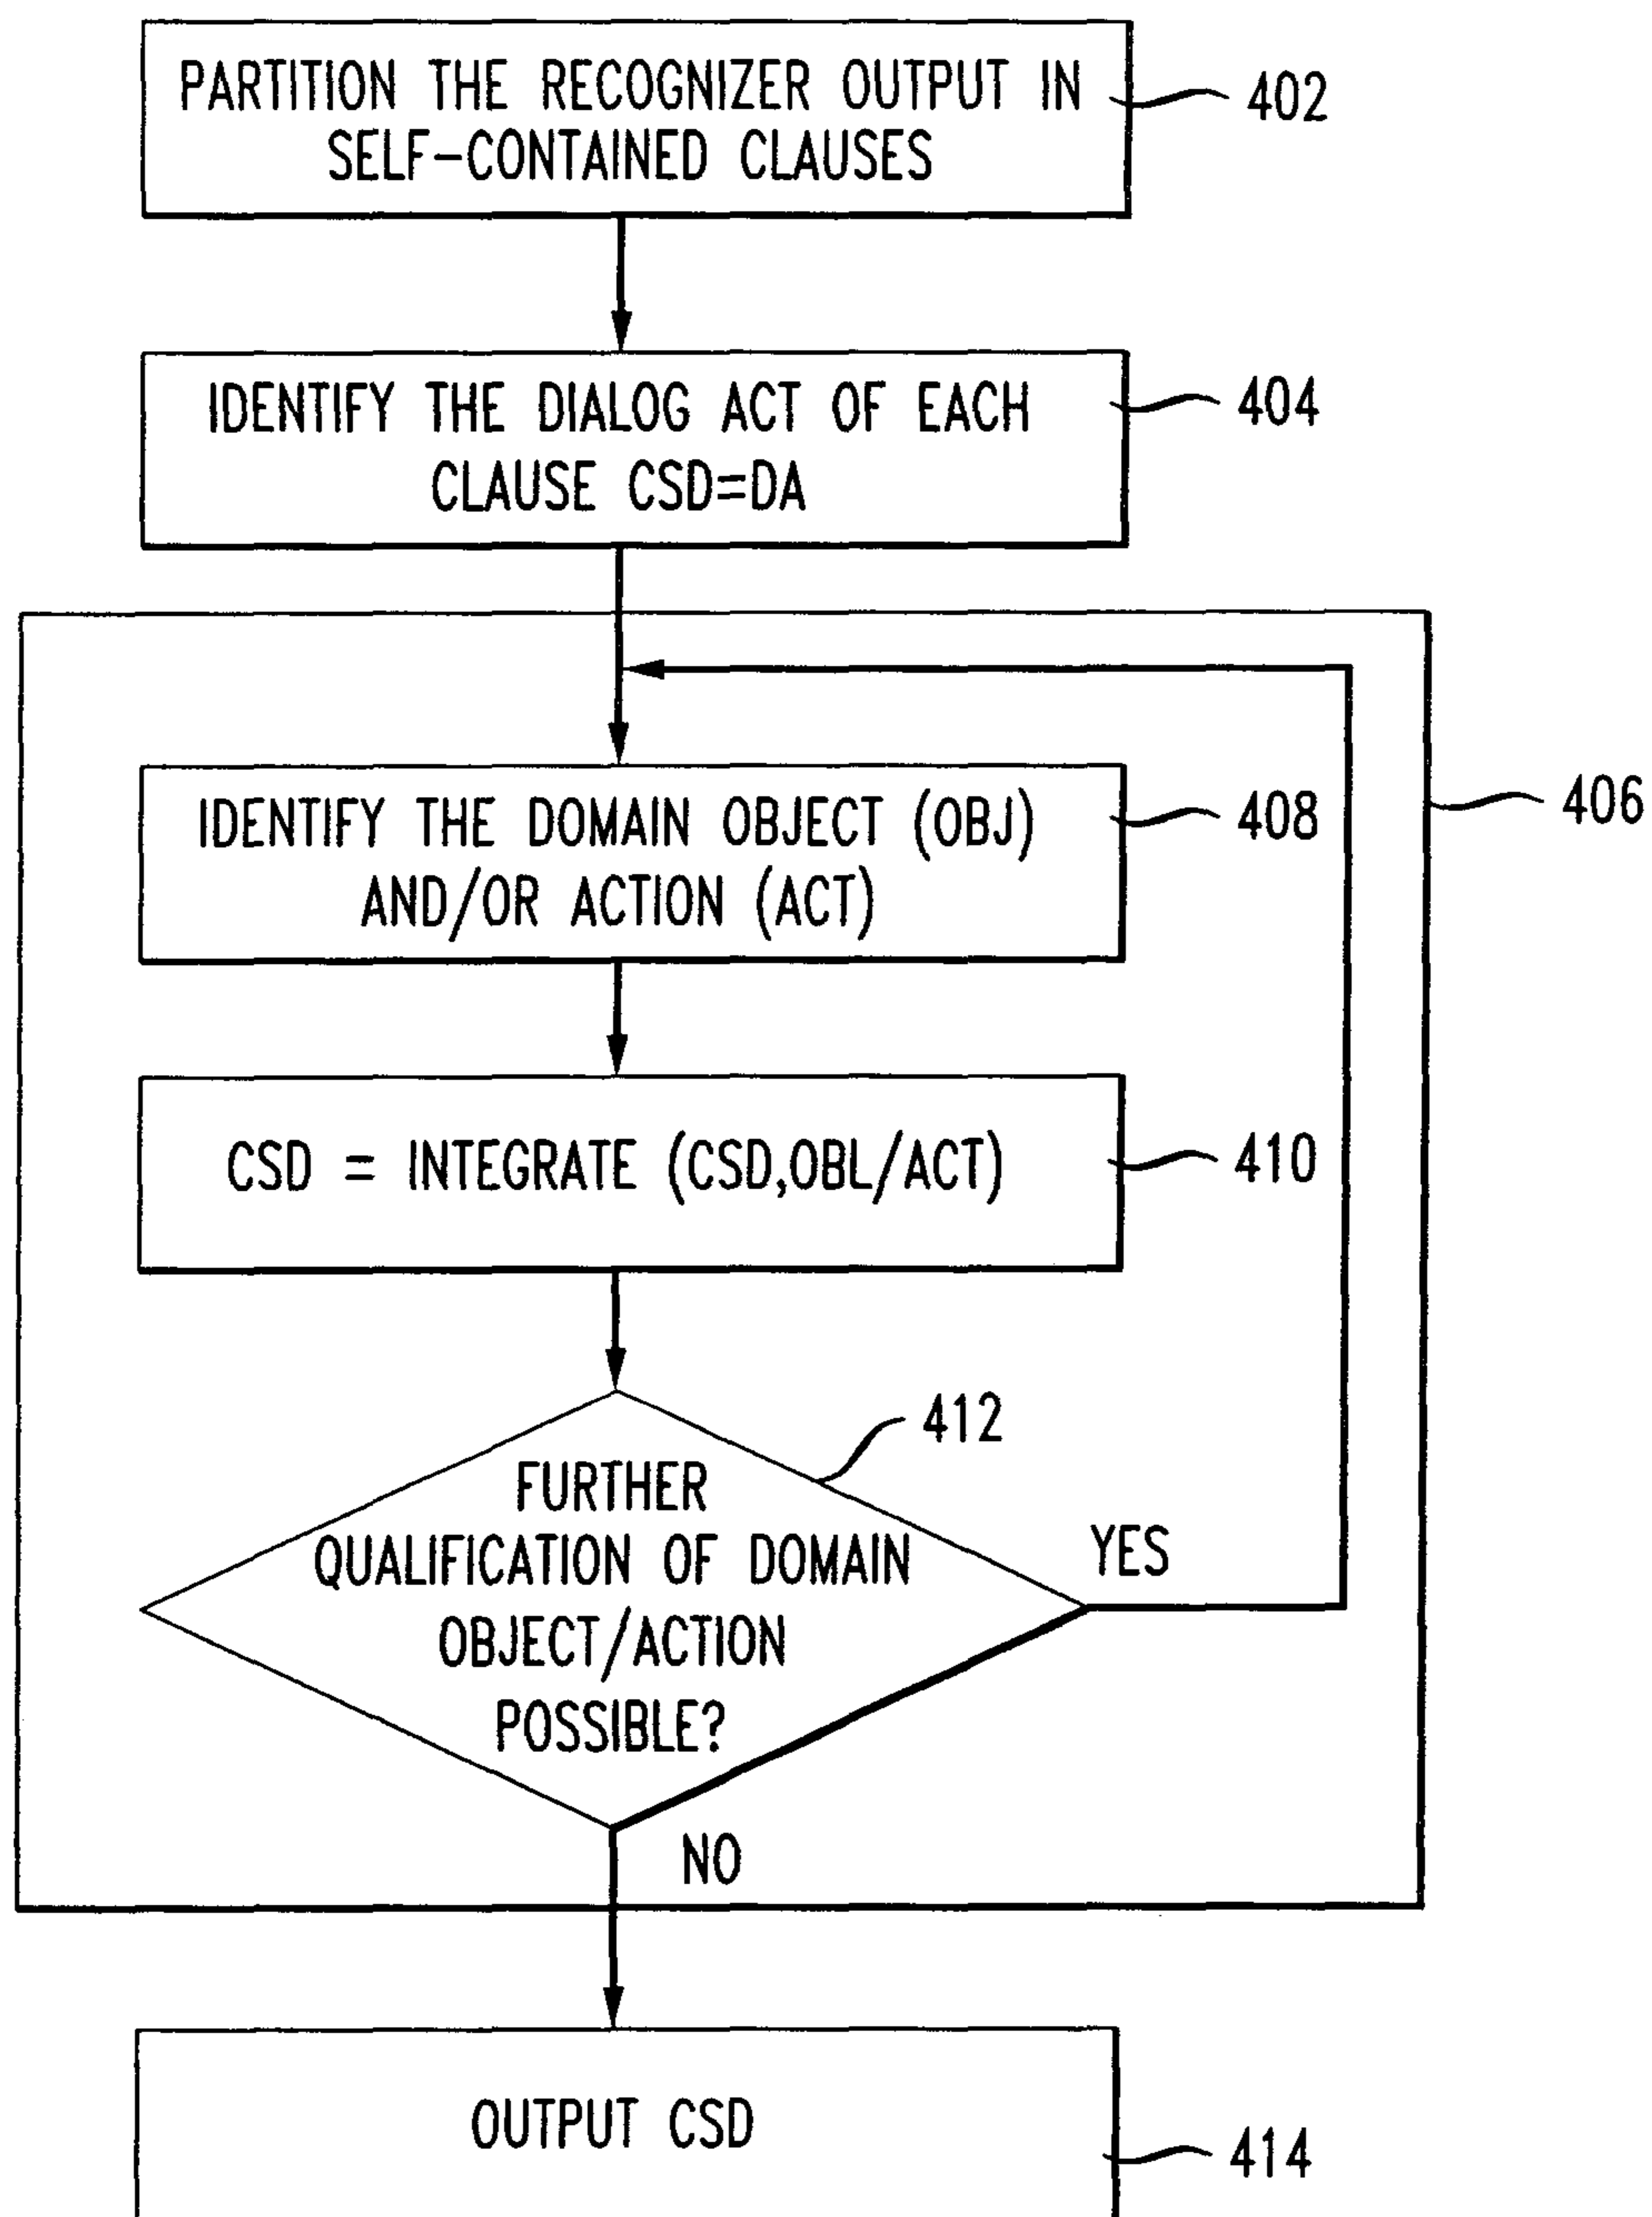 PARTITION THE RECOGNIZER OUTPUT IN
SELF-CONTAINED CLAUSES
402
IDENTIFY THE DIALOG ACT OF EACH
CLAUSE CSD=DA
404
406
IDENTIFY THE DOMAIN OBJECT (OBJ)
AND/OR ACTION (ACT)
408
CSD = INTEGRATE (CSD,OBL/ACT)
410
412
FURTHER
QUALIFICATION OF DOMAIN
OBJECT/ACTION
POSSIBLE?
YES
NO
OUTPUT CSD
414